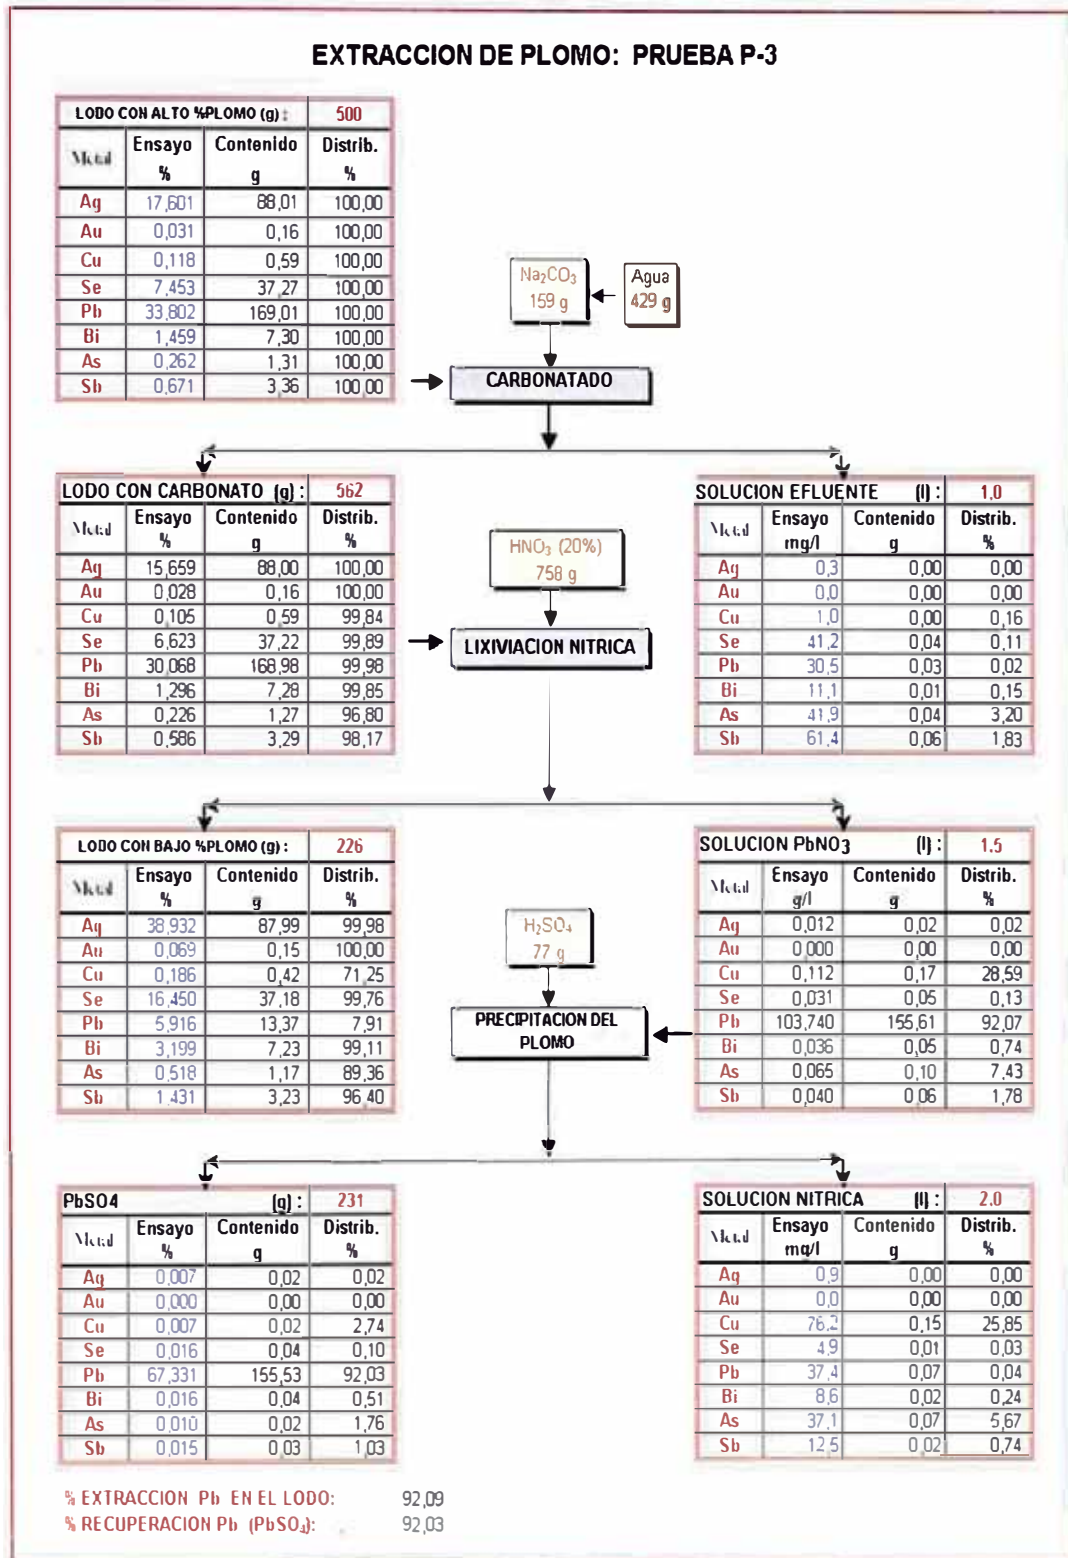 EXTRACCION DE PLOMO: PRUEBA P-3
LODO CON ALTO %PLOMO (g) : 500
Metal Ensayo % Contenido g Distrib. %
Ag 17,601 88,01 100,00
Au 0,031 0,16 100,00
Cu 0,118 0,59 100,00
Se 7,453 37,27 100,00
Pb 33,802 169,01 100,00
Bi 1,459 7,30 100,00
As 0,262 1,31 100,00
Sb 0,671 3,36 100,00
Na₂CO₃
159 g
Agua
429 g
CARBONATADO
LODO CON CARBONATO (g) : 562
Metal Ensayo % Contenido g Distrib. %
Ag 15,659 88,00 100,00
Au 0,028 0,16 100,00
Cu 0,105 0,59 99,84
Se 6,623 37,22 99,89
Pb 30,068 168,98 99,98
Bi 1,296 7,28 99,85
As 0,226 1,27 96,80
Sb 0,586 3,29 98,17
HNO₃ (20%)
758 g
LIXIVIACION NITRICA
SOLUCION EFLUENTE (l) : 1,0
Metal Ensayo mg/l Contenido g Distrib. %
Ag 0,3 0,00 0,00
Au 0,0 0,00 0,00
Cu 1,0 0,00 0,16
Se 41,2 0,04 0,11
Pb 30,5 0,03 0,02
Bi 11,1 0,01 0,15
As 41,9 0,04 3,20
Sb 61,4 0,06 1,83
LODO CON BAJO %PLOMO (g) : 226
Metal Ensayo % Contenido g Distrib. %
Ag 38,932 87,99 99,98
Au 0,069 0,15 100,00
Cu 0,186 0,42 71,25
Se 16,450 37,18 99,76
Pb 5,916 13,37 7,91
Bi 3,199 7,23 99,11
As 0,518 1,17 89,36
Sb 1,431 3,23 96,40
H₂SO₄
77 g
PRECIPITACION DEL
PLOMO
SOLUCION PbNO3 (l) : 1.5
Metal Ensayo g/l Contenido g Distrib. %
Ag 0,012 0,02 0,02
Au 0,000 0,00 0,00
Cu 0,112 0,17 28,59
Se 0,031 0,05 0,13
Pb 103,740 155,61 92,07
Bi 0,036 0,05 0,74
As 0,065 0,10 7,43
Sb 0,040 0,06 1,78
PbSO4 (g) : 231
Metal Ensayo % Contenido g Distrib. %
Ag 0,007 0,02 0,02
Au 0,000 0,00 0,00
Cu 0,007 0,02 2,74
Se 0,016 0,04 0,10
Pb 67,331 155,53 92,03
Bi 0,016 0,04 0,51
As 0,010 0,02 1,76
Sb 0,015 0,03 1,03
SOLUCION NITRICA (l) : 2.0
Metal Ensayo mg/l Contenido g Distrib. %
Ag 0,9 0,00 0,00
Au 0,0 0,00 0,00
Cu 76,2 0,15 25,85
Se 4,9 0,01 0,03
Pb 37,4 0,07 0,04
Bi 8,6 0,02 0,24
As 37,1 0,07 5,67
Sb 12,5 0,02 0,74
% EXTRACCION Pb EN EL LODO: 92,09
% RECUPERACION Pb (PbSO₄): 92,03